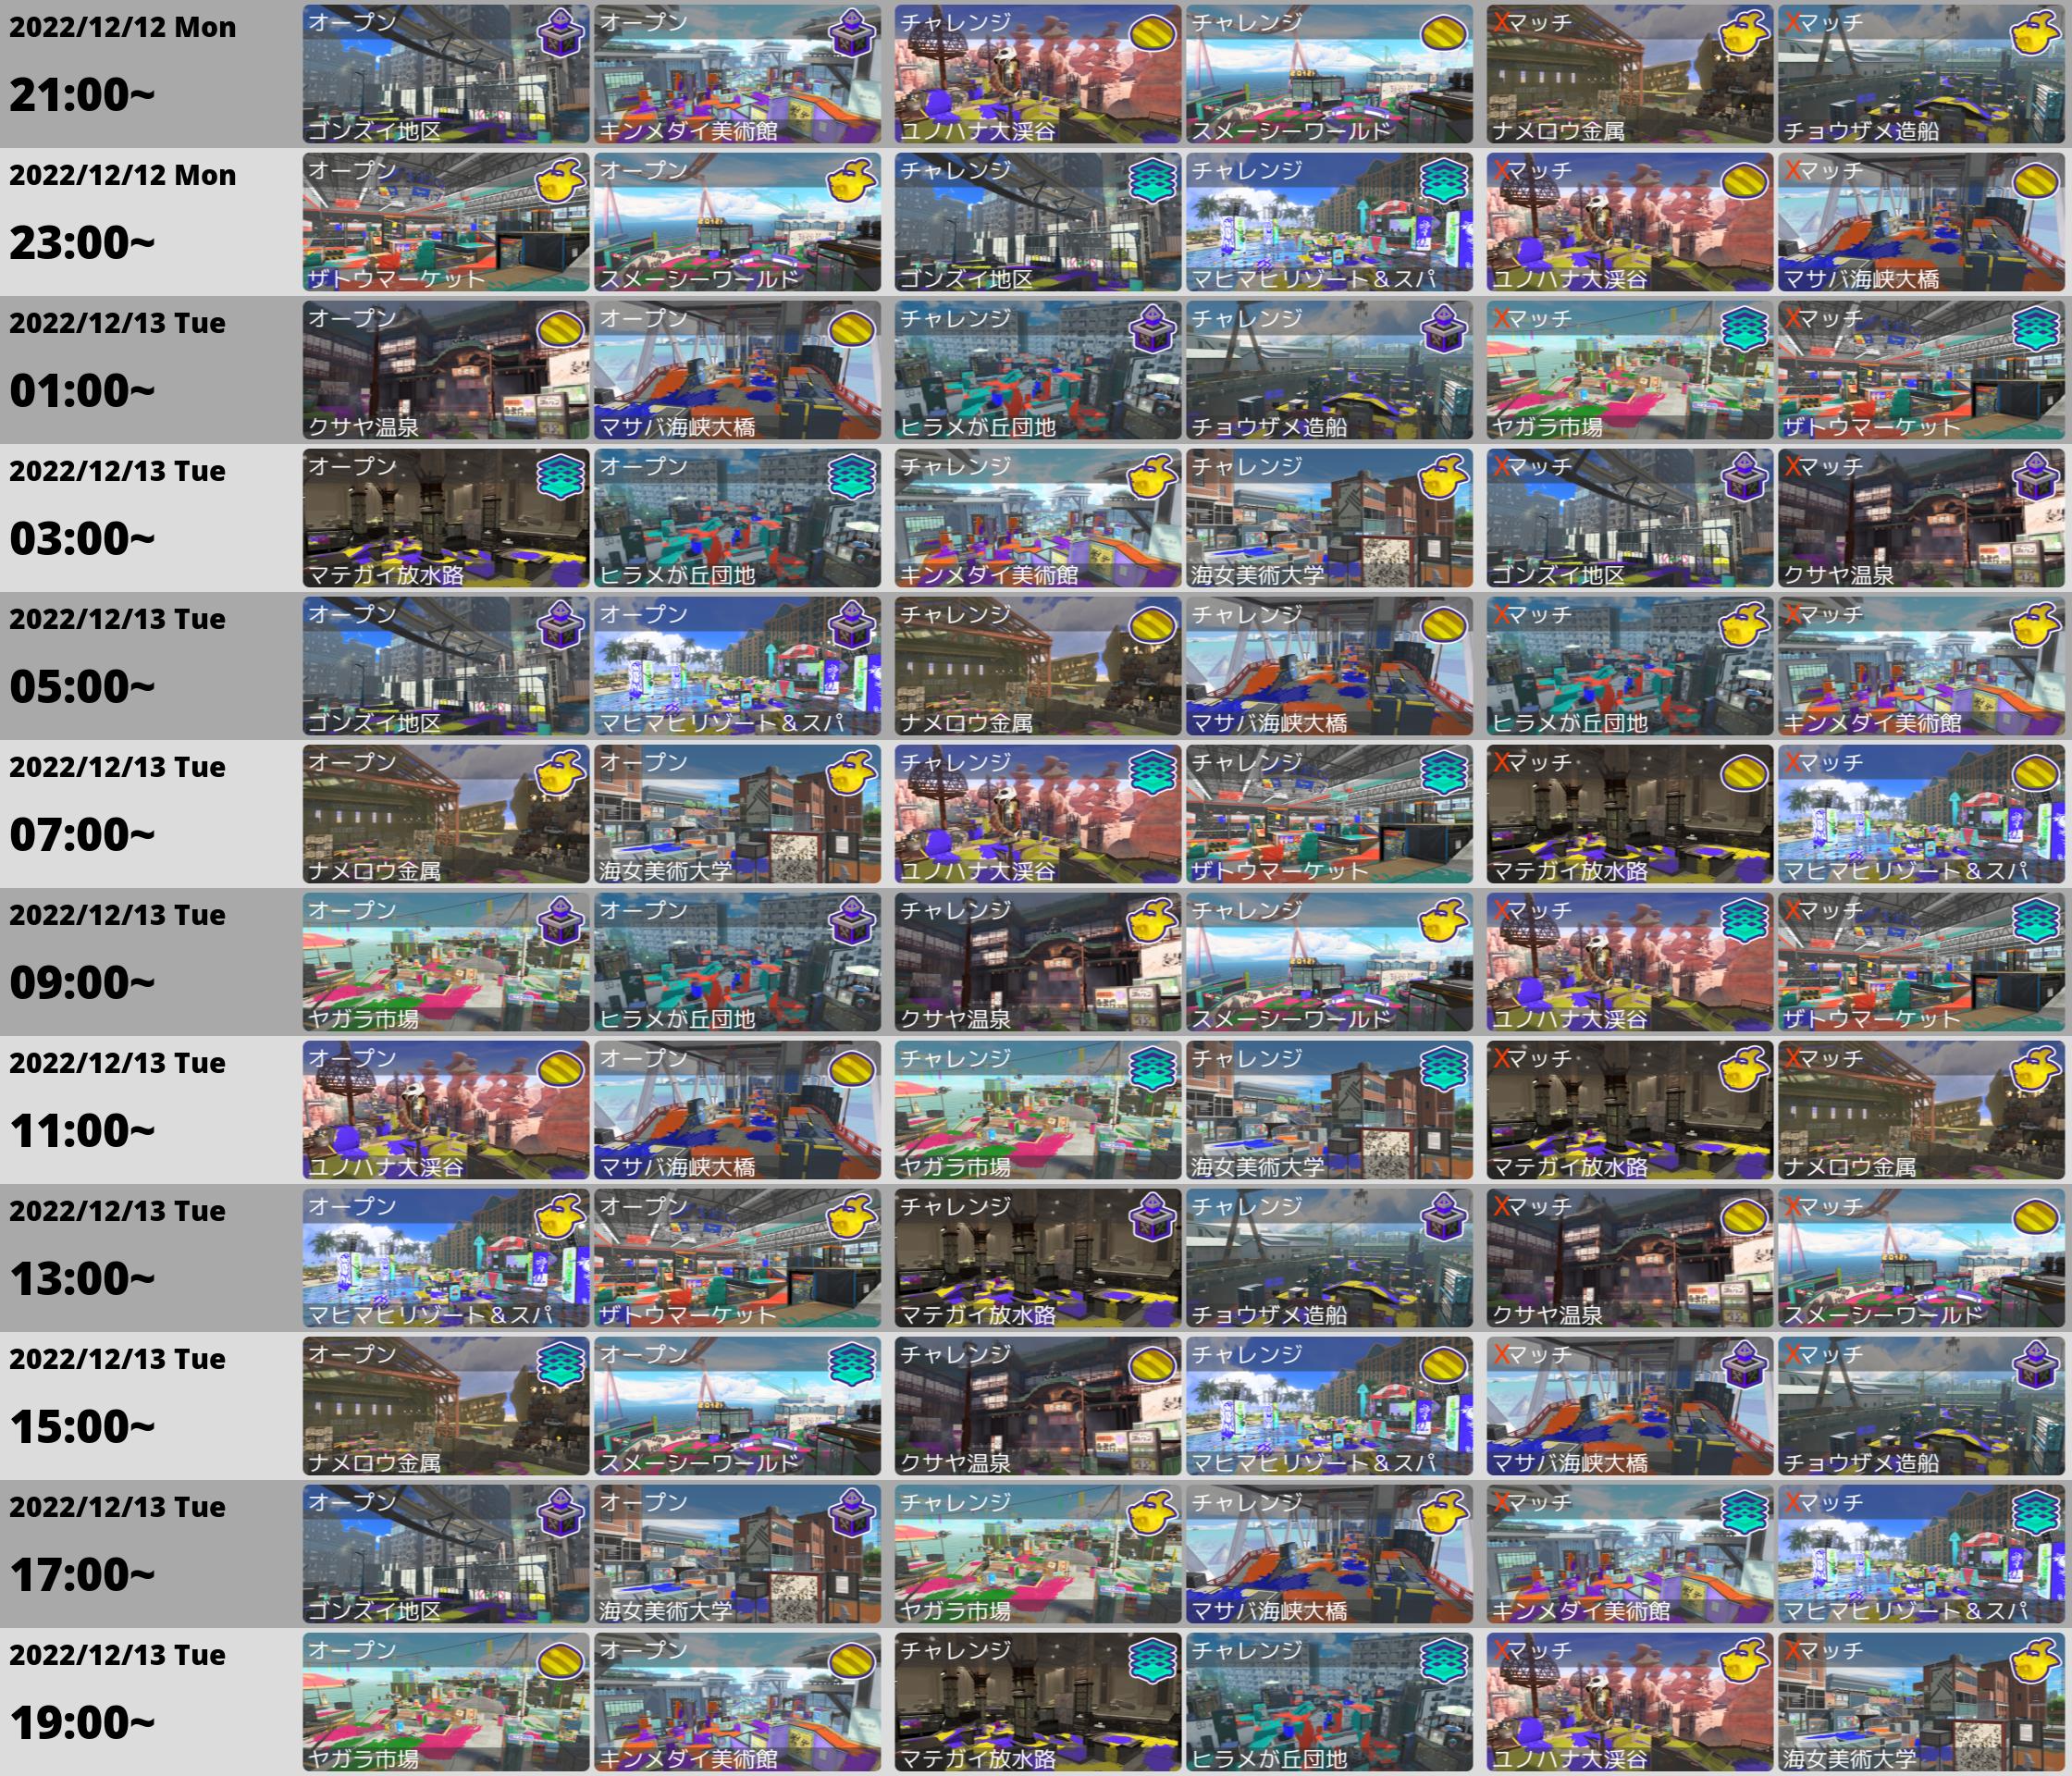 2022/12/12 Mon
21:00~
オープン オープン チャレンジ チャレンジ Xマッチ Xマッチ
ゴンズイ地区 キンメダイ美術館 ユノハナ大渓谷 スメーシーワールド ナメロウ金属 チョウザメ造船
2022/12/12 Mon
23:00~
オープン オープン チャレンジ チャレンジ Xマッチ Xマッチ
ザトウマーケット スメーシーワールド ゴンズイ地区 マヒマヒリゾート&スパ ユノハナ大渓谷 マサバ海峡大橋
2022/12/13 Tue
01:00~
オープン オープン チャレンジ チャレンジ Xマッチ Xマッチ
クサヤ温泉 マサバ海峡大橋 ヒラメが丘団地 チョウザメ造船 ヤガラ市場 ザトウマーケット
2022/12/13 Tue
03:00~
オープン オープン チャレンジ チャレンジ Xマッチ Xマッチ
マテガイ放水路 ヒラメが丘団地 キンメダイ美術館 海女美術大学 ゴンズイ地区 クサヤ温泉
2022/12/13 Tue
05:00~
オープン オープン チャレンジ チャレンジ Xマッチ Xマッチ
ゴンズイ地区 マヒマヒリゾート&スパ ナメロウ金属 マサバ海峡大橋 ヒラメが丘団地 キンメダイ美術館
2022/12/13 Tue
07:00~
オープン オープン チャレンジ チャレンジ Xマッチ Xマッチ
ナメロウ金属 海女美術大学 ユノハナ大渓谷 ザトウマーケット マテガイ放水路 マヒマヒリゾート&スパ
2022/12/13 Tue
09:00~
オープン オープン チャレンジ チャレンジ Xマッチ Xマッチ
ヤガラ市場 ヒラメが丘団地 クサヤ温泉 スメーシーワールド ユノハナ大渓谷 ザトウマーケット
2022/12/13 Tue
11:00~
オープン オープン チャレンジ チャレンジ Xマッチ Xマッチ
ユノハナ大渓谷 マサバ海峡大橋 ヤガラ市場 海女美術大学 マテガイ放水路 ナメロウ金属
2022/12/13 Tue
13:00~
オープン オープン チャレンジ チャレンジ Xマッチ Xマッチ
マヒマヒリゾート&スパ ザトウマーケット マテガイ放水路 チョウザメ造船 クサヤ温泉 スメーシーワールド
2022/12/13 Tue
15:00~
オープン オープン チャレンジ チャレンジ Xマッチ Xマッチ
ナメロウ金属 スメーシーワールド クサヤ温泉 マヒマヒリゾート&スパ マサバ海峡大橋 チョウザメ造船
2022/12/13 Tue
17:00~
オープン オープン チャレンジ チャレンジ Xマッチ Xマッチ
ゴンズイ地区 海女美術大学 ヤガラ市場 マサバ海峡大橋 キンメダイ美術館 マヒマヒリゾート&スパ
2022/12/13 Tue
19:00~
オープン オープン チャレンジ チャレンジ Xマッチ Xマッチ
ヤガラ市場 キンメダイ美術館 マテガイ放水路 ヒラメが丘団地 ユノハナ大渓谷 海女美術大学